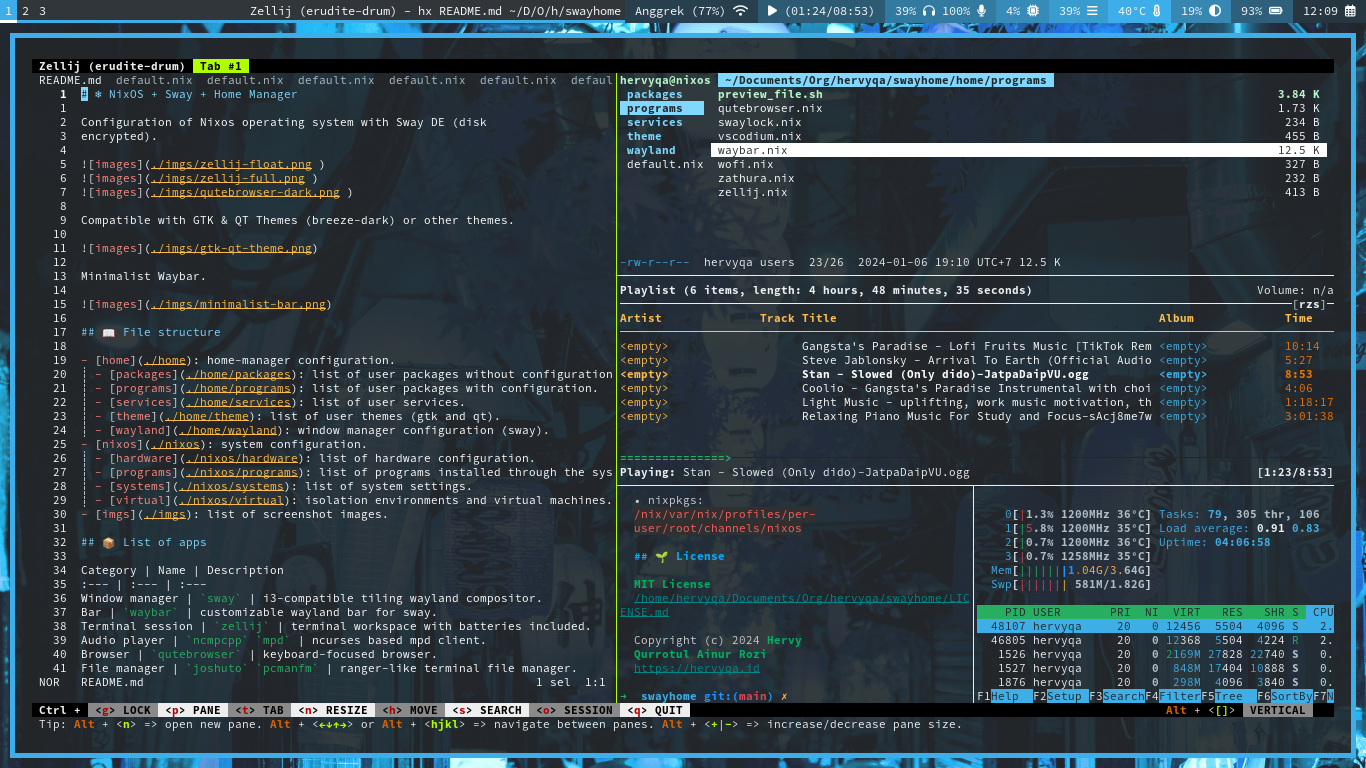 1 2 3 Zellij (erudite-drum) - hx README.md ~/D/O/h/swayhome Anggrek (77%) (01:24/08:53) 39% 100% 4% 39% 40°C 19% 93% 12:09
Zellij (erudite-drum) Tab #1
README.md default.nix default.nix default.nix default.nix default.nix defaul
1 # ❄ NixOS + Sway + Home Manager
1
2 Configuration of Nixos operating system with Sway DE (disk
3 encrypted).
4
5 ![images](./imgs/zellij-float.png )
6 ![images](./imgs/zellij-full.png )
7 ![images](./imgs/qutebrowser-dark.png )
8
9 Compatible with GTK & QT Themes (breeze-dark) or other themes.
10
11 ![images](./imgs/gtk-qt-theme.png)
12
13 Minimalist Waybar.
14
15 ![images](./imgs/minimalist-bar.png)
16
17 ## 📖 File structure
18
19 - [home](./home): home-manager configuration.
20 - [packages](./home/packages): list of user packages without configuration
21 - [programs](./home/programs): list of user packages with configuration.
22 - [services](./home/services): list of user services.
23 - [theme](./home/theme): list of user themes (gtk and qt).
24 - [wayland](./home/wayland): window manager configuration (sway).
25 - [nixos](./nixos): system configuration.
26 - [hardware](./nixos/hardware): list of hardware configuration.
27 - [programs](./nixos/programs): list of programs installed through the sys
28 - [systems](./nixos/systems): list of system settings.
29 - [virtual](./nixos/virtual): isolation environments and virtual machines.
30 - [imgs](./imgs): list of screenshot images.
31
32 ## 📦 List of apps
33
34 Category | Name | Description
35 :--- | :--- | :---
36 Window manager | `sway` | i3-compatible tiling wayland compositor.
37 Bar | `waybar` | customizable wayland bar for sway.
38 Terminal session | `zellij` | terminal workspace with batteries included.
39 Audio player | `ncmpcpp` `mpd` | ncurses based mpd client.
40 Browser | `qutebrowser` | keyboard-focused browser.
41 File manager | `joshuto` `pcmanfm` | ranger-like terminal file manager.
NOR README.md 1 sel 1:1
hervyqa@nixos ~/Documents/Org/hervyqa/swayhome/home/programs
packages preview_file.sh 3.84 K
programs qutebrowser.nix 1.73 K
services swaylock.nix 234 B
theme vscodium.nix 455 B
wayland waybar.nix 12.5 K
default.nix wofi.nix 327 B
zathura.nix 232 B
zellij.nix 413 B
-rw-r--r-- hervyqa users 23/26 2024-01-06 19:10 UTC+7 12.5 K
Playlist (6 items, length: 4 hours, 48 minutes, 35 seconds) Volume: n/a
[rzs]
Artist Track Title Album Time
<empty> Gangsta's Paradise - Lofi Fruits Music [TikTok Rem <empty> 10:14
<empty> Steve Jablonsky - Arrival To Earth (Official Audio <empty> 5:27
<empty> Stan - Slowed (Only dido)-JatpaDaipVU.ogg <empty> 8:53
<empty> Coolio - Gangsta's Paradise Instrumental with choi <empty> 4:06
<empty> Light Music - uplifting, work music motivation, th <empty> 1:18:17
<empty> Relaxing Piano Music For Study and Focus-sAcj8me7w <empty> 3:01:38
===============>
Playing: Stan - Slowed (Only dido)-JatpaDaipVU.ogg [1:23/8:53]
• nixpkgs:
/nix/var/nix/profiles/per-
user/root/channels/nixos
## 🌱 License
MIT License
/home/hervyqa/Documents/Org/hervyqa/swayhome/LIC
ENSE.md
Copyright (c) 2024 Hervy
Qurrotul Ainur Rozi
https://hervyqa.id
→ swayhome git:(main) ✗
0[|1.3% 1200MHz 36°C] Tasks: 79, 305 thr, 106
1[|5.8% 1200MHz 35°C] Load average: 0.91 0.83
2[|0.7% 1200MHz 36°C] Uptime: 04:06:58
3[|0.7% 1258MHz 35°C]
Mem[|||||||1.04G/3.64G]
Swp[||||||| 581M/1.82G]
PID USER PRI NI VIRT RES SHR S CPU
48107 hervyqa 20 0 12456 5504 4096 S 2.
46805 hervyqa 20 0 12368 5504 4224 R 2.
1526 hervyqa 20 0 2169M 27828 22740 S 0.
1527 hervyqa 20 0 848M 17404 10888 S 0.
1876 hervyqa 20 0 298M 4096 3840 S 0.
F1Help F2Setup F3SearchF4FilterF5Tree F6SortByF7N
Ctrl + <g> LOCK <p> PANE <t> TAB <n> RESIZE <h> MOVE <s> SEARCH <o> SESSION <q> QUIT Alt + <[]> VERTICAL
Tip: Alt + <n> => open new pane. Alt + <←↓↑→> or Alt + <hjkl> => navigate between panes. Alt + <+|-> => increase/decrease pane size.